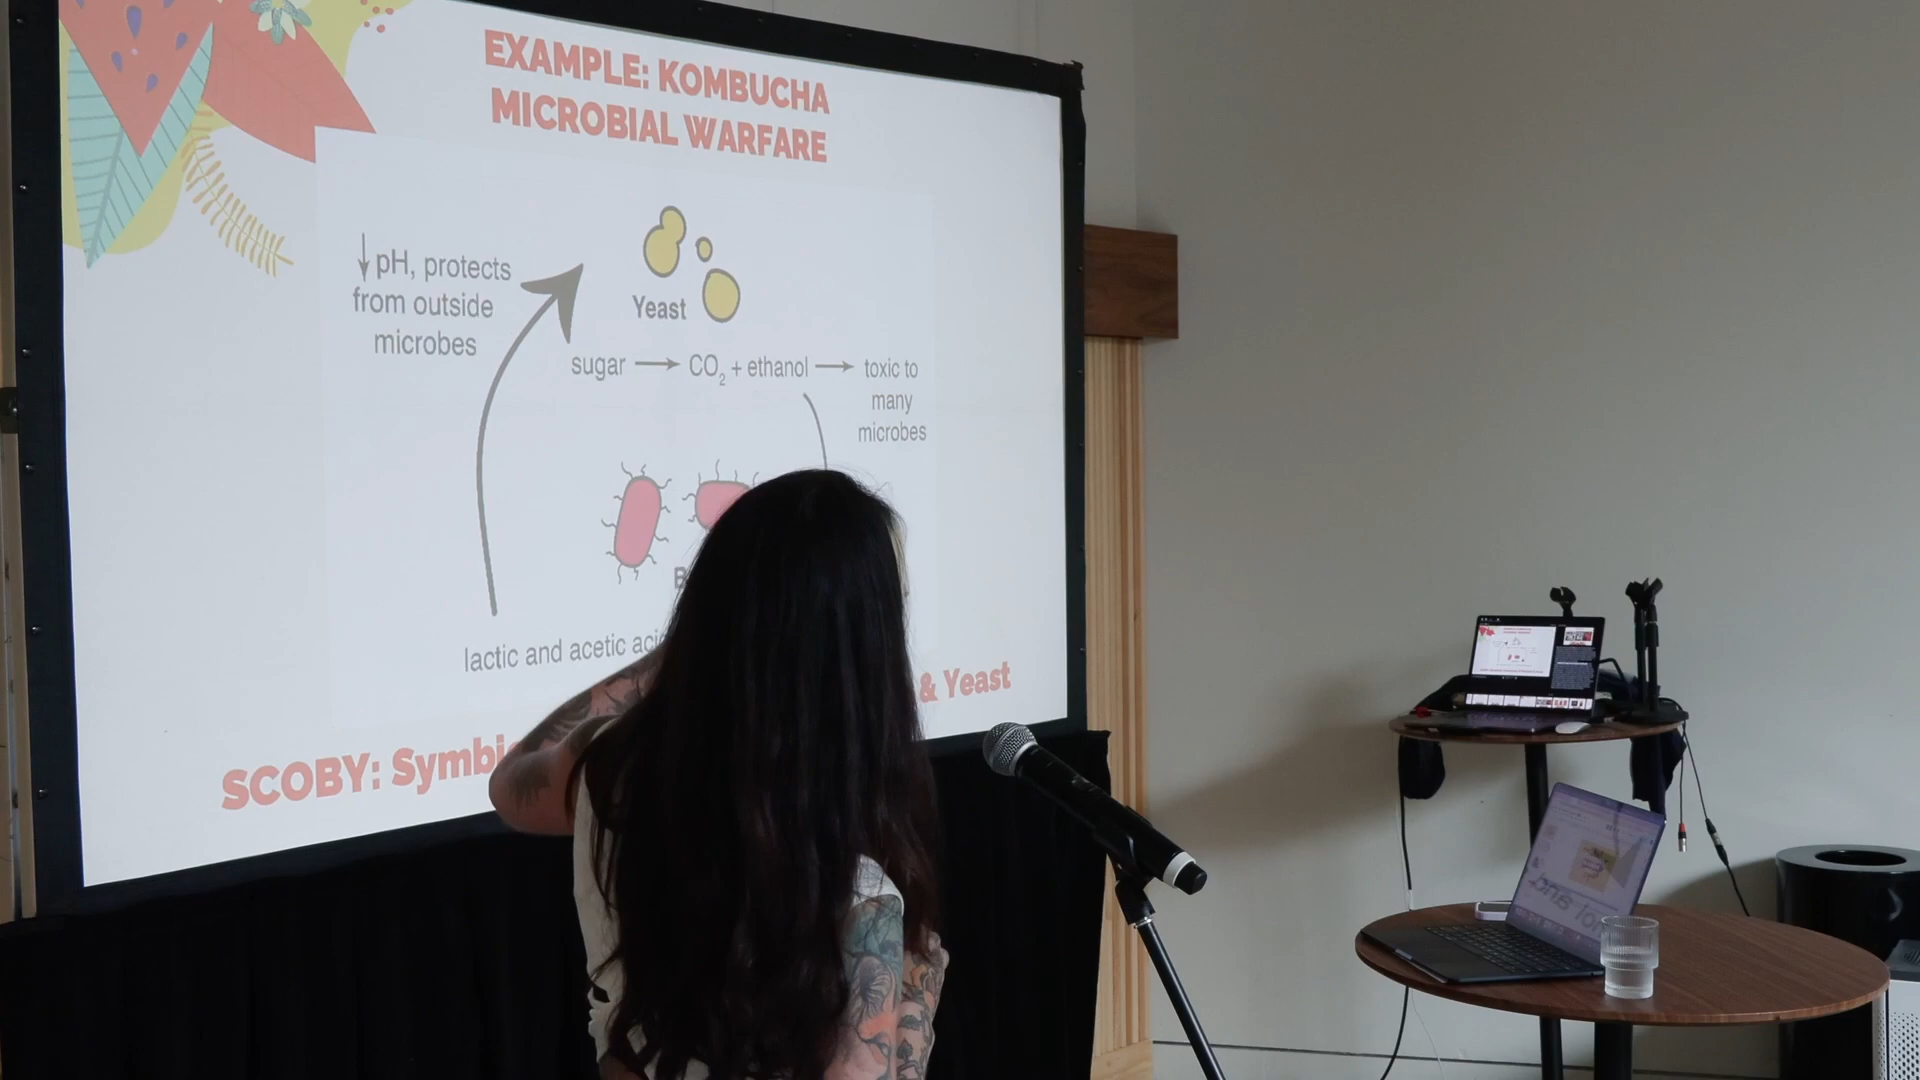 EXAMPLE: KOMBUCHA
MICROBIAL WARFARE
↓pH, protects
from outside
microbes
Yeast
sugar → CO₂ + ethanol → toxic to
many
microbes
B
lactic and acetic aci
SCOBY: Symbi
& Yeast